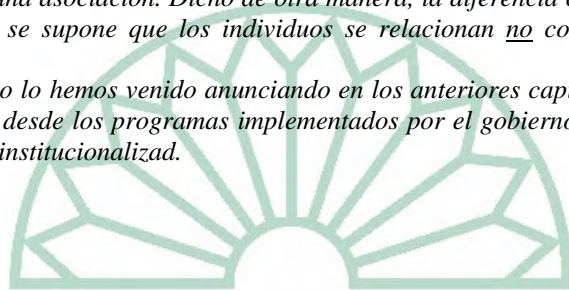 una asociación. Dicho de otra manera, la diferencia
se supone que los individuos se relacionan no co
o lo hemos venido anunciando en los anteriores capi
desde los programas implementados por el gobierno
institucionalizad.